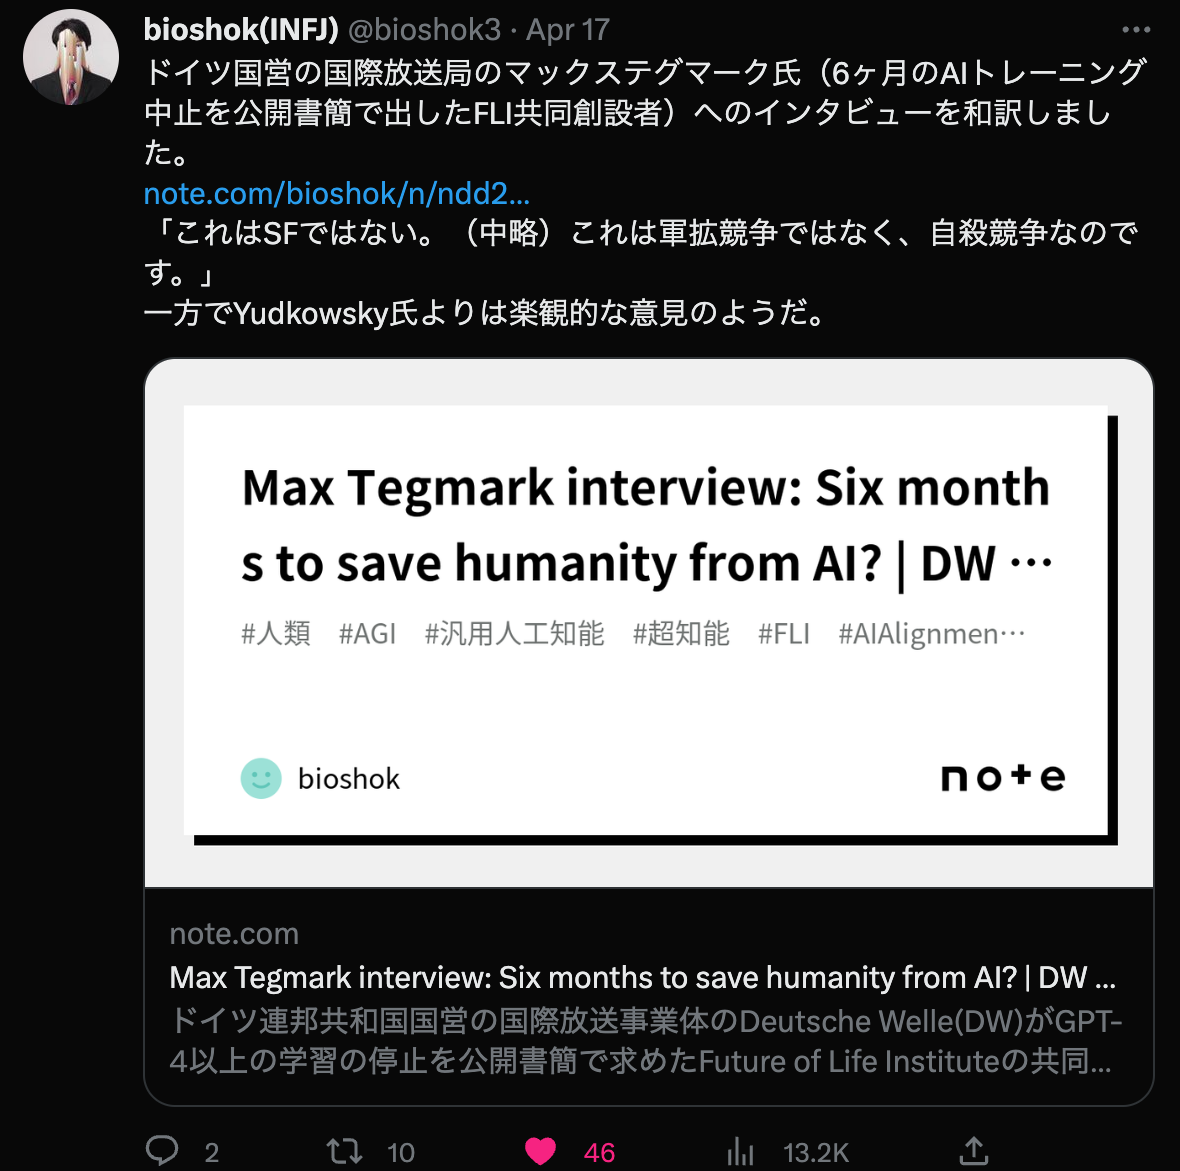 bioshok(INFJ) @bioshok3 · Apr 17
ドイツ国営の国際放送局のマックステグマーク氏（6ヶ月のAIトレーニング
中止を公開書簡で出したFLI共同創設者）へのインタビューを和訳しまし
た。
note.com/bioshok/n/ndd2…
「これはSFではない。（中略）これは軍拡競争ではなく、自殺競争なので
す。」
一方でYudkowsky氏よりは楽観的な意見のようだ。
Max Tegmark interview: Six month
s to save humanity from AI? | DW …
#人類 #AGI #汎用人工知能 #超知能 #FLI #AIAlignmen…
bioshok
note
note.com
Max Tegmark interview: Six months to save humanity from AI? | DW ...
ドイツ連邦共和国国営の国際放送事業体のDeutsche Welle(DW)がGPT-
4以上の学習の停止を公開書簡で求めたFuture of Life Instituteの共同...
2 10 46 13.2K